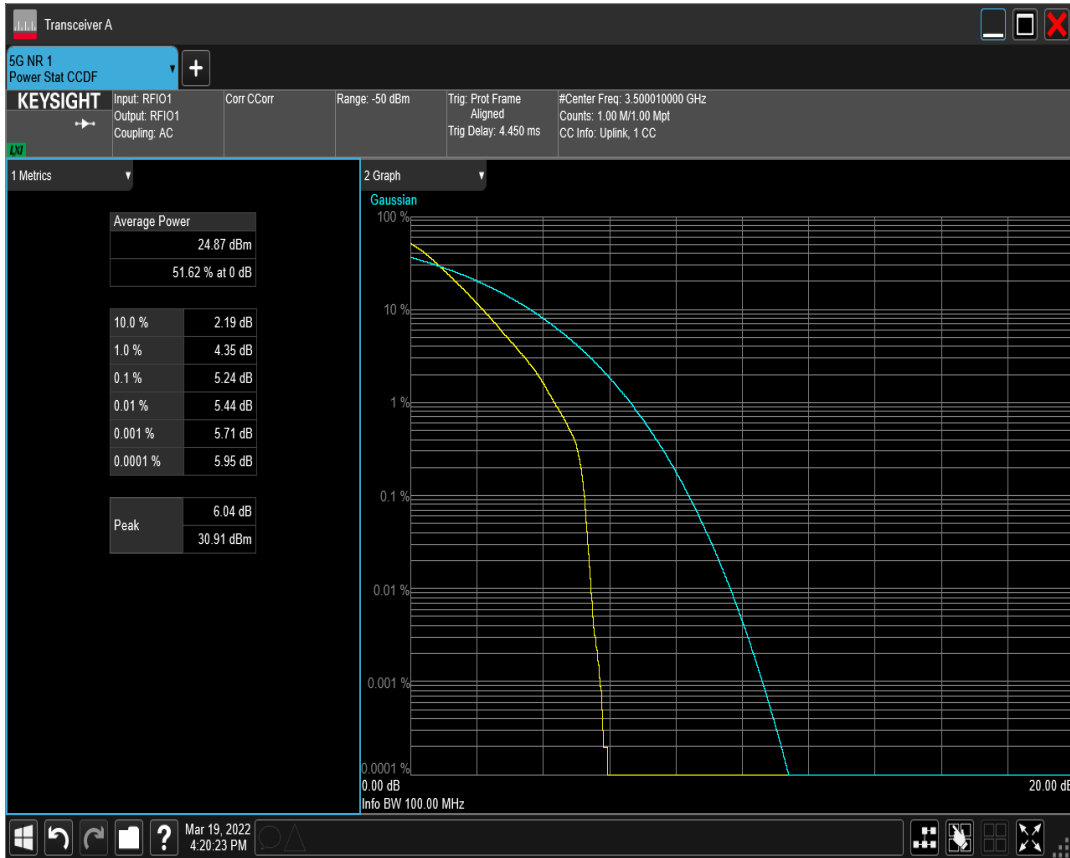 Transceiver A
5G NR 1
Power Stat CCDF
KEYSIGHT
LXI
Input: RFIO1
Output: RFIO1
Coupling: AC
Corr CCorr
Range: -50 dBm
Trig: Prot Frame
Aligned
Trig Delay: 4.450 ms
#Center Freq: 3.500010000 GHz
Counts: 1.00 M/1.00 Mpt
CC Info: Uplink, 1 CC
1 Metrics
Average Power
24.87 dBm
51.62 % at 0 dB
10.0 % 2.19 dB
1.0 % 4.35 dB
0.1 % 5.24 dB
0.01 % 5.44 dB
0.001 % 5.71 dB
0.0001 % 5.95 dB
Peak 6.04 dB
30.91 dBm
2 Graph
Gaussian
100 %
10 %
1 %
0.1 %
0.01 %
0.001 %
0.0001 %
0.00 dB 20.00 dB
Info BW 100.00 MHz
?
Mar 19, 2022
4:20:23 PM